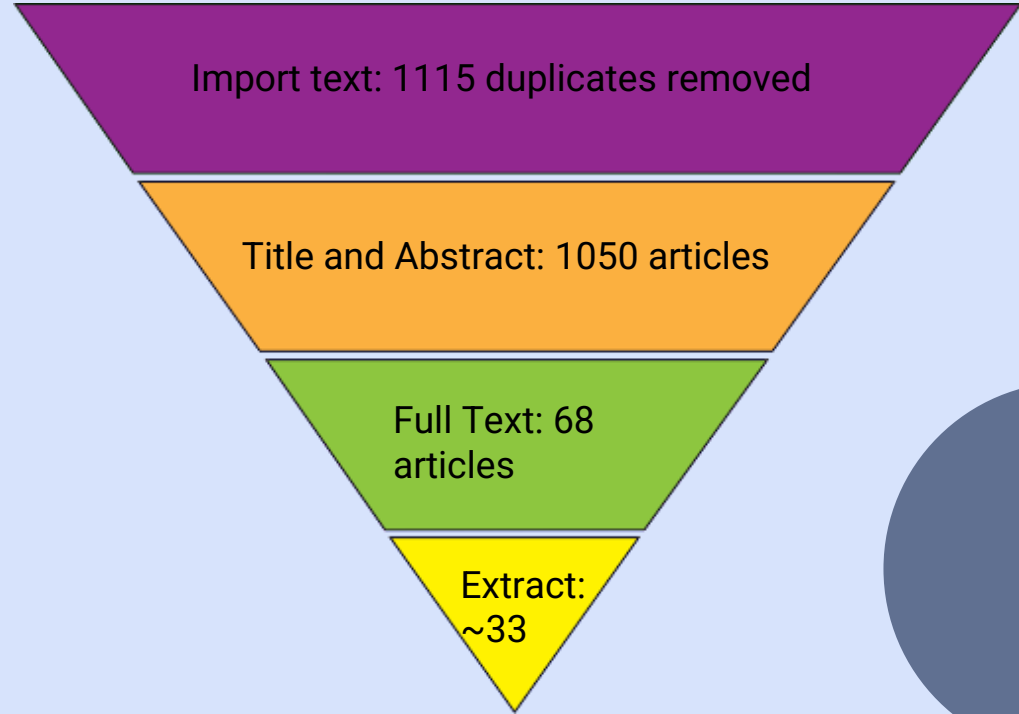 Import text: 1115 duplicates removed
Title and Abstract: 1050 articles
Full Text: 68
articles
Extract:
~33